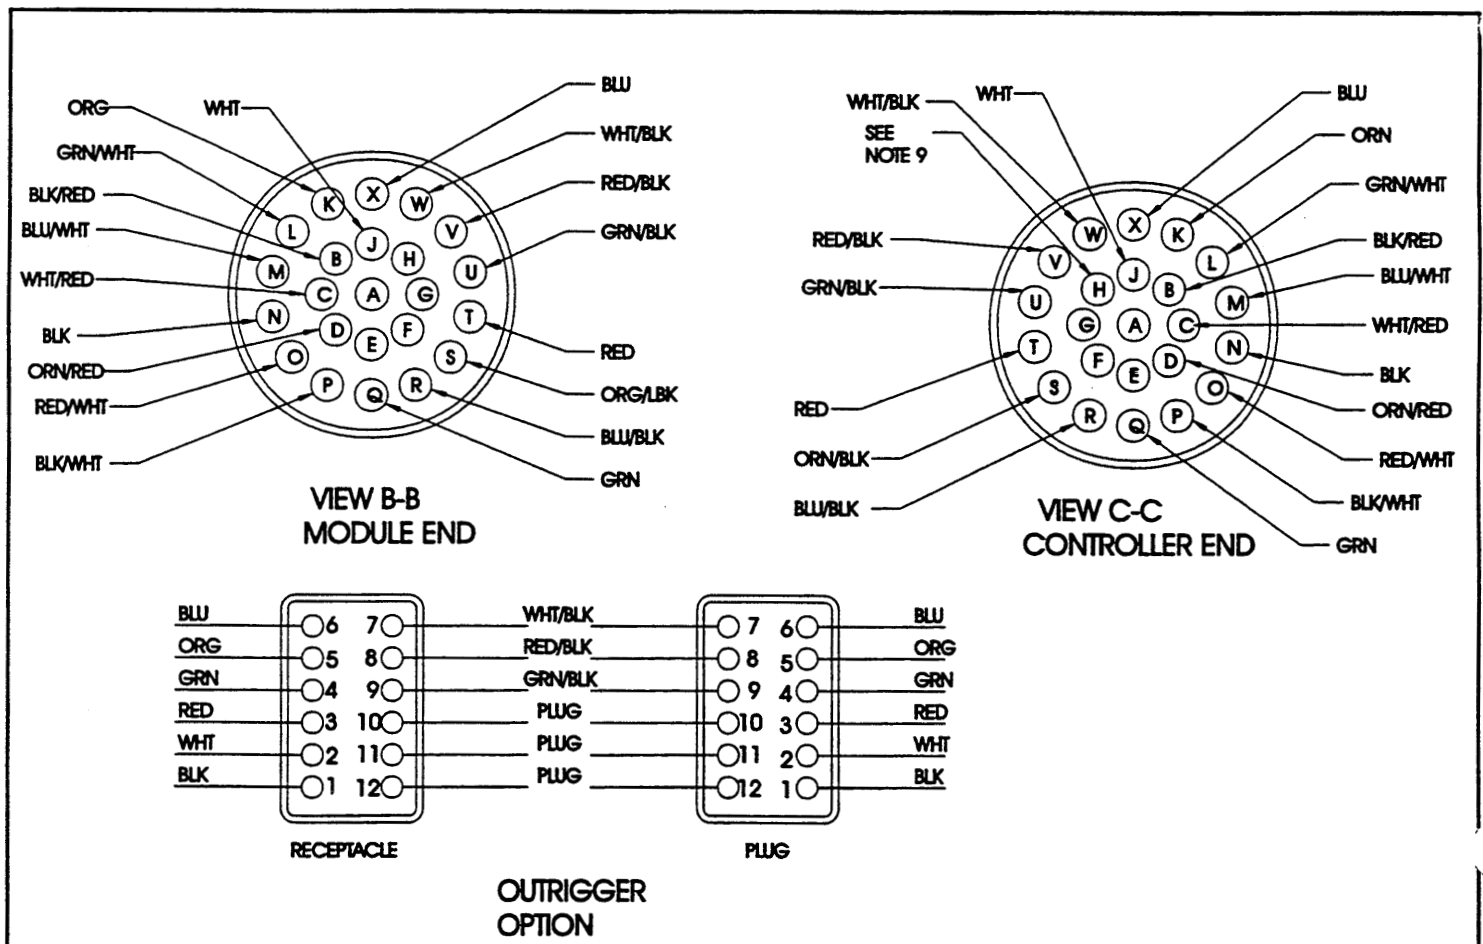 BLU
WHT
ORG
WHT/BLK
GRN/WHT
RED/BLK
BLK/RED
GRN/BLK
BLU/WHT
WHT/RED
BLK
RED
ORN/RED
ORG/LBK
RED/WHT
BLU/BLK
BLK/WHT
GRN
X
K
W
L
V
J
B
H
M
U
C
A
G
N
T
D
F
E
O
S
P
R
Q
VIEW B-B
MODULE END
WHT
BLU
WHT/BLK
SEE
NOTE 9
ORN
GRN/WHT
RED/BLK
BLK/RED
GRN/BLK
BLU/WHT
WHT/RED
BLK
RED
ORN/RED
ORN/BLK
RED/WHT
BLU/BLK
BLK/WHT
GRN
X
W
K
V
L
J
H
B
U
M
G
A
C
T
N
F
D
E
S
O
R
P
Q
VIEW C-C
CONTROLLER END
BLU 6 7 WHT/BLK 7 6 BLU
ORG 5 8 RED/BLK 8 5 ORG
GRN 4 9 GRN/BLK 9 4 GRN
RED 3 10 PLUG 10 3 RED
WHT 2 11 PLUG 11 2 WHT
BLK 1 12 PLUG 12 1 BLK
RECEPTACLE
PLUG
OUTRIGGER
OPTION